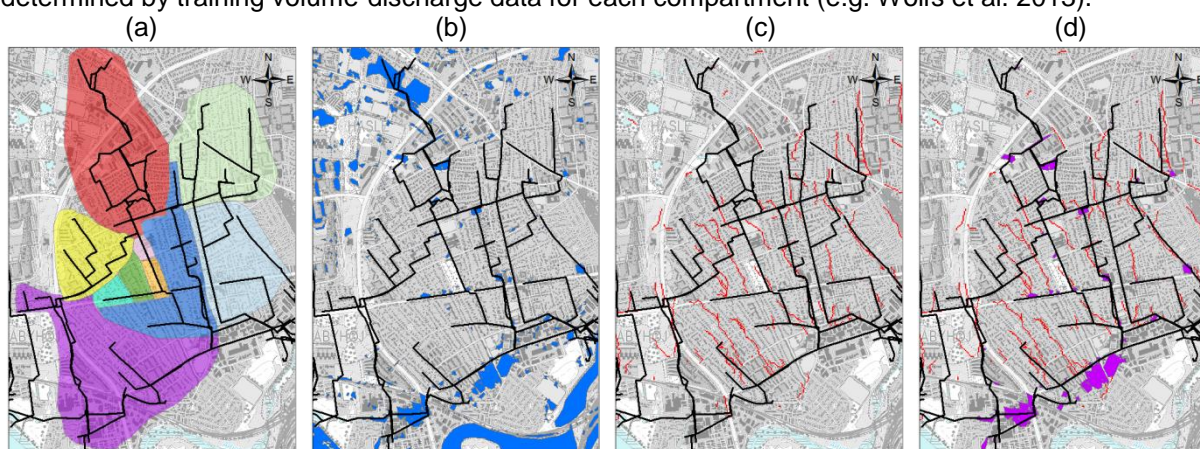 determined by training volume-discharge data for each compartment (e.g. Wolfs et al. 2013).
(a) (b) (c) (d)
N N N N
W E W E W E W E
S S S S